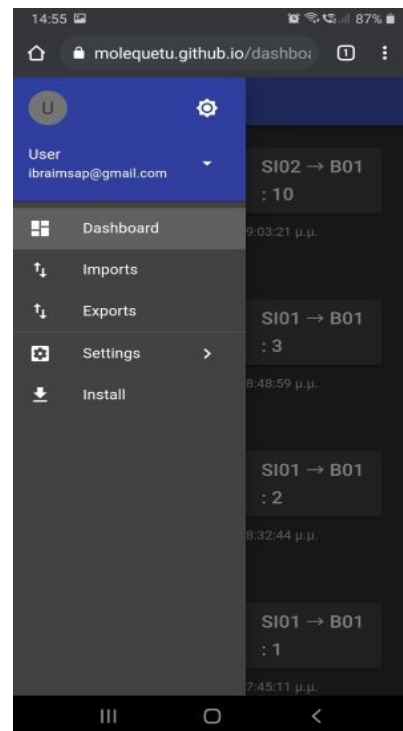 14:55
87%
molequetu.github.io/dashboa
1
U
User
ibraimsap@gmail.com
Dashboard
Imports
Exports
Settings
Install
SI02 → B01
: 10
9:03:21 μ.μ.
SI01 → B01
: 3
8:48:59 μ.μ.
SI01 → B01
: 2
8:32:44 μ.μ.
SI01 → B01
: 1
7:45:11 μ.μ.